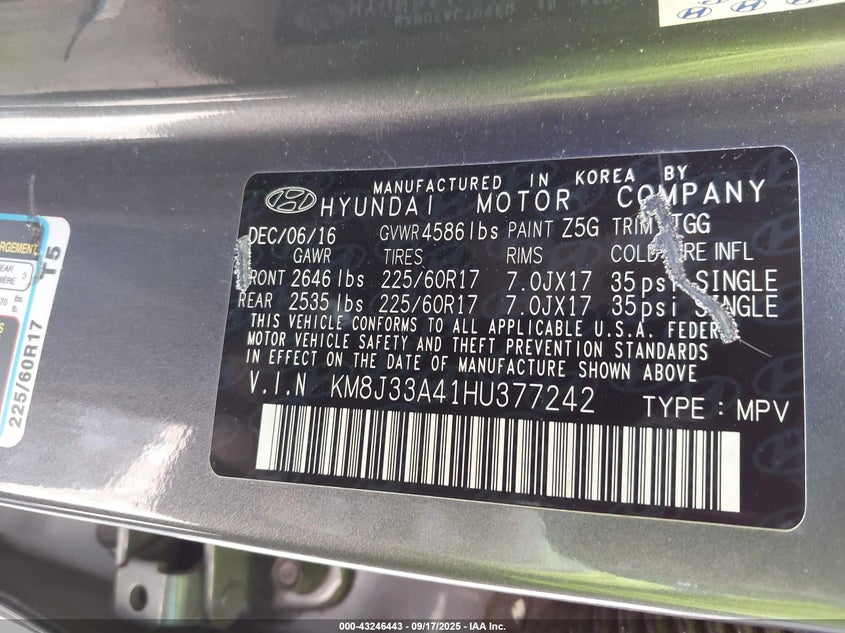 MANUFACTURED IN KOREA BY
HYUNDAI MOTOR COMPANY
DEC/06/16 GVWR 4586 lbs PAINT Z5G TRIM TGG
GAWR TIRES RIMS COLD INFL
FRONT 2646 lbs 225/60R17 7.0JX17 35 psi SINGLE
REAR 2535 lbs 225/60R17 7.0JX17 35 psi SINGLE
THIS VEHICLE CONFORMS TO ALL APPLICABLE U.S.A. FEDER
MOTOR VEHICLE SAFETY AND THEFT PREVENTION STANDARDS
IN EFFECT ON THE DATE OF MANUFACTURE SHOWN ABOVE
V.I.N KM8J33A41HU377242 TYPE : MPV
225/60R17 T5
000-43246443 - 09/17/2025 - IAA Inc.